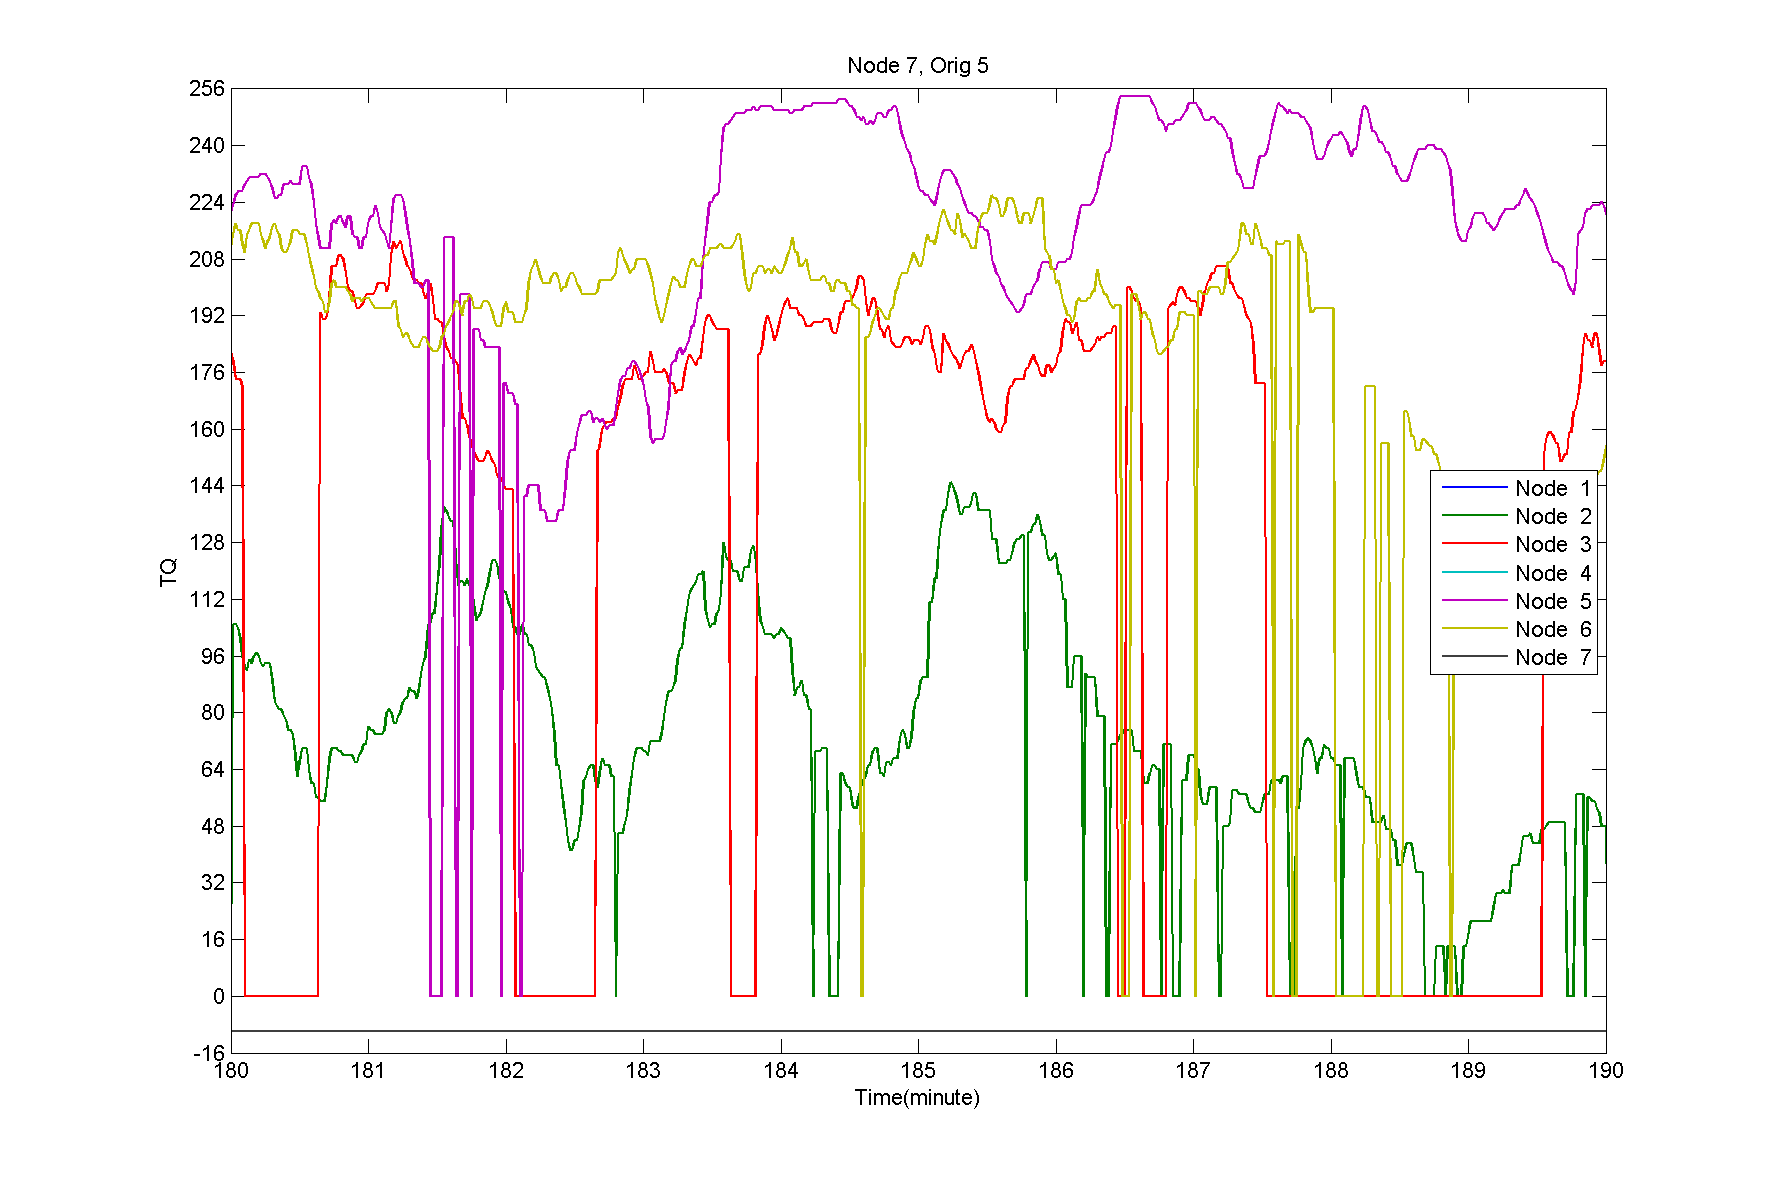 Node 7, Orig 5
256
240
224
208
192
176
160
144
128
112
96
80
64
48
32
16
0
-16
TQ
Node 1
Node 2
Node 3
Node 4
Node 5
Node 6
Node 7
180 181 182 183 184 185 186 187 188 189 190
Time(minute)